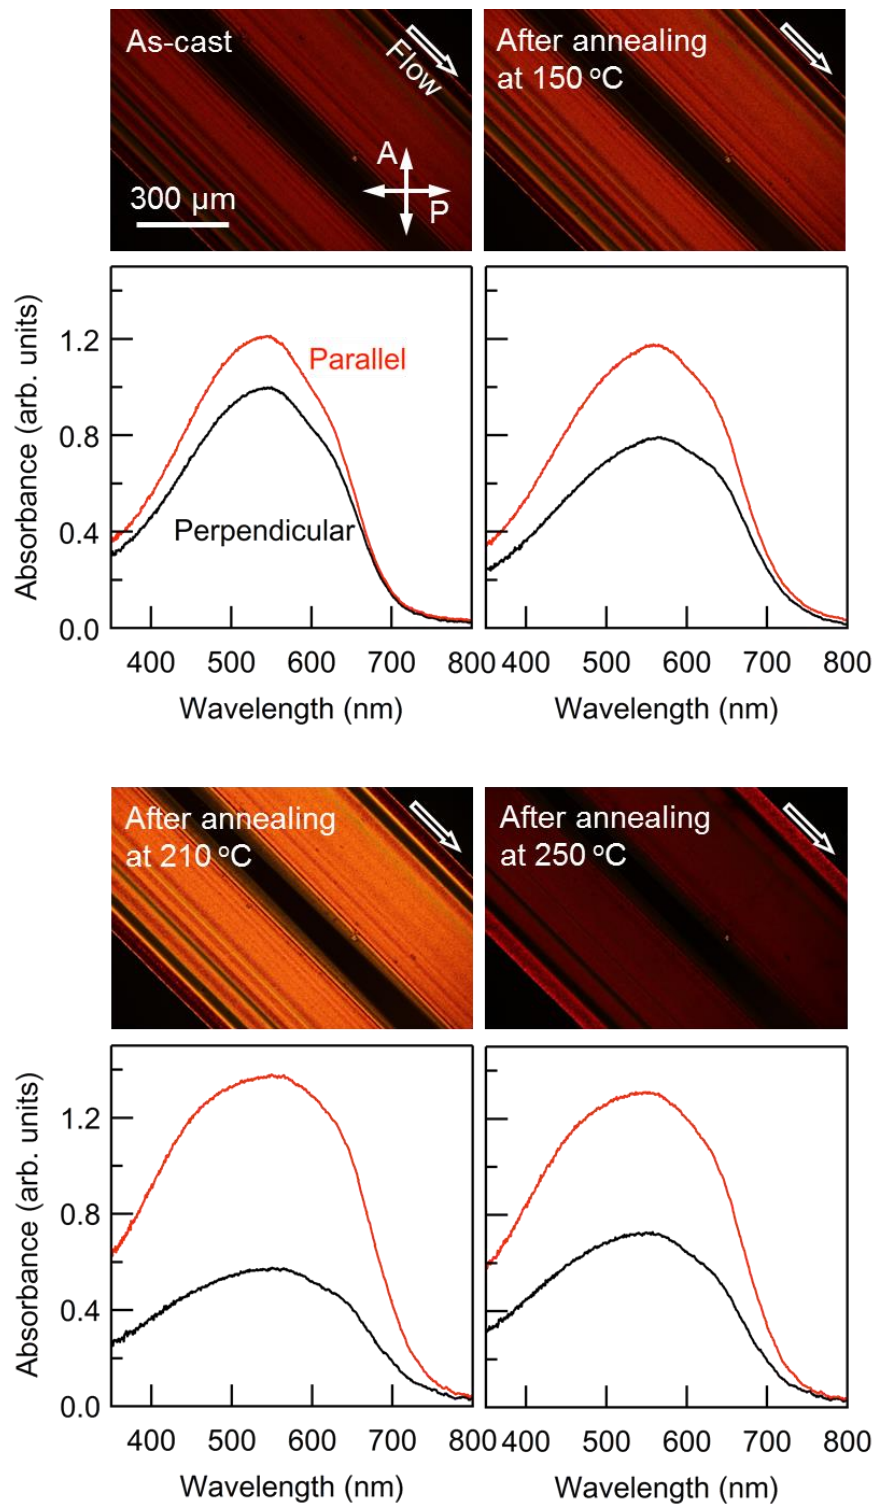 As-cast
Flow
A
P
300 μm
After annealing
at 150 °C
Absorbance (arb. units)
1.2
0.8
0.4
0.0
Parallel
Perpendicular
400 500 600 700 800
Wavelength (nm)
400 500 600 700 800
Wavelength (nm)
After annealing
at 210 °C
After annealing
at 250 °C
Absorbance (arb. units)
1.2
0.8
0.4
0.0
400 500 600 700 800
Wavelength (nm)
400 500 600 700 800
Wavelength (nm)